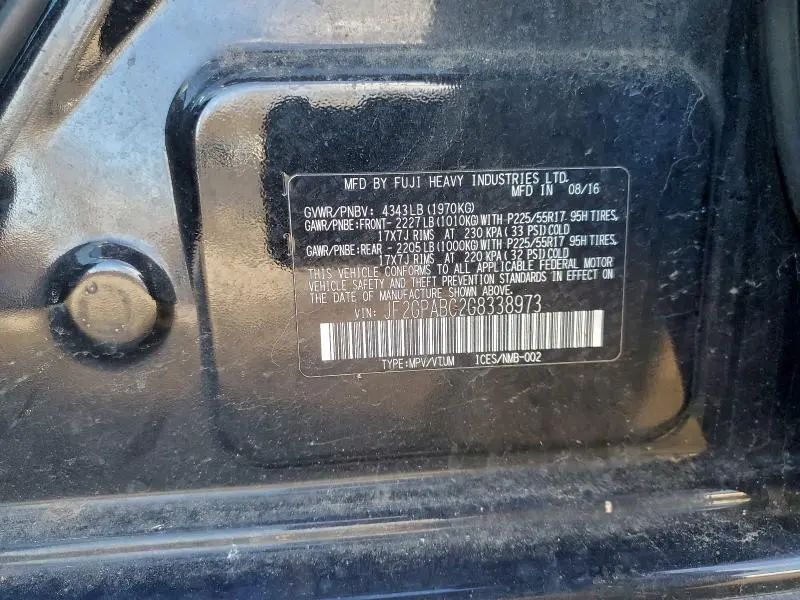 MFD BY FUJI HEAVY INDUSTRIES LTD.
MFD IN 08/16
GVWR/PNBV: 4343LB(1970KG)
GAWR/PNBE:FRONT-2227LB(1010KG)WITH P225/55R17 95H TIRES,
17X7J RIMS AT 230 KPA(33 PSI)COLD
GAWR/PNBE:REAR-2205LB(1000KG)WITH P225/55R17 95H TIRES,
17X7J RIMS AT 220 KPA(32 PSI)COLD
THIS VEHICLE CONFORMS TO ALL APPLICABLE FEDERAL MOTOR
VEHICLE SAFETY AND THEFT PREVENTION STANDARDS IN EFFECT ON
THE DATE OF MANUFACTURE SHOWN ABOVE.
VIN: JF2GPABC2G8338973
TYPE:MPV/VTUM ICES/NMB-002